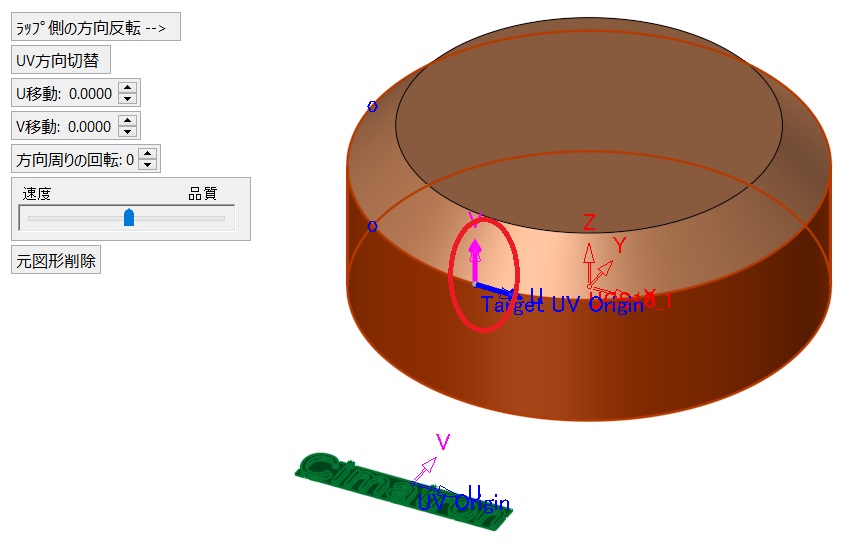 ﾗｯﾌﾟ側の方向反転 -->
UV方向切替
U移動: 0.0000
V移動: 0.0000
方向周りの回転: 0
速度 品質
元図形削除
V
Z
Y
X
U
Target UV Origin
V
U
UV Origin